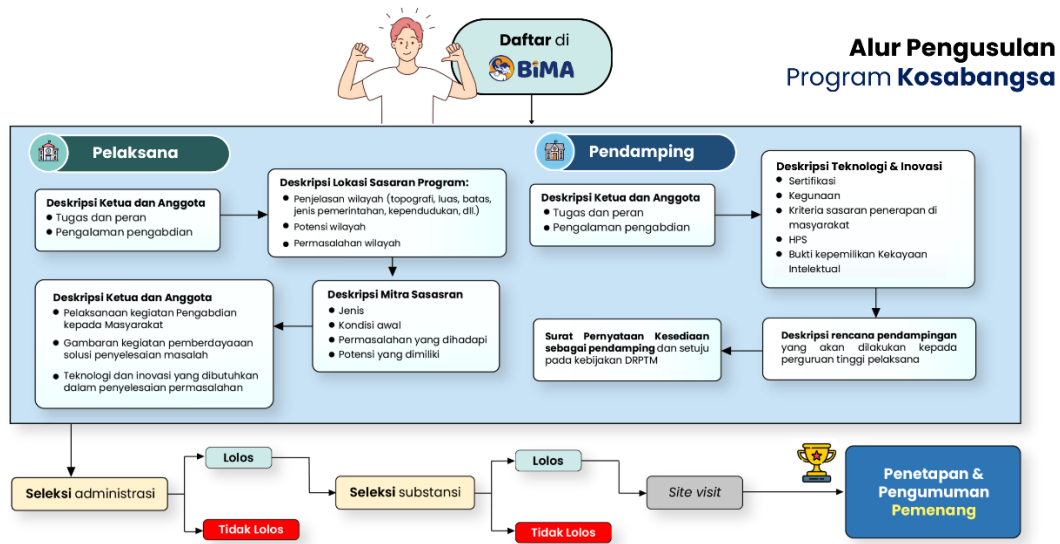 Daftar di
BiMA
Alur Pengusulan
Program Kosabangsa
Pelaksana
Deskripsi Ketua dan Anggota
● Tugas dan peran
● Pengalaman pengabdian
Deskripsi Lokasi Sasaran Program:
● Penjelasan wilayah (topografi, luas, batas,
jenis pemerintahan, kependudukan, dll.)
● Potensi wilayah
● Permasalahan wilayah
Deskripsi Mitra Sasasran
● Jenis
● Kondisi awal
● Permasalahan yang dihadapi
● Potensi yang dimiliki
Deskripsi Ketua dan Anggota
● Pelaksanaan kegiatan Pengabdian
kepada Masyarakat
● Gambaran kegiatan pemberdayaaan
solusi penyelesaian masalah
● Teknologi dan inovasi yang dibutuhkan
dalam penyelesaian permasalahan
Pendamping
Deskripsi Ketua dan Anggota
● Tugas dan peran
● Pengalaman pengabdian
Deskripsi Teknologi & Inovasi
● Sertifikasi
● Kegunaan
● Kriteria sasaran penerapan di
masyarakat
● HPS
● Bukti kepemilikan Kekayaan
Intelektual
Deskripsi rencana pendampingan
yang akan dilakukan kepada
perguruan tinggi pelaksana
Surat Pernyataan Kesediaan
sebagai pendamping dan setuju
pada kebijakan DRPTM
Seleksi administrasi
Lolos
Tidak Lolos
Seleksi substansi
Lolos
Tidak Lolos
Site visit
Penetapan &
Pengumuman
Pemenang